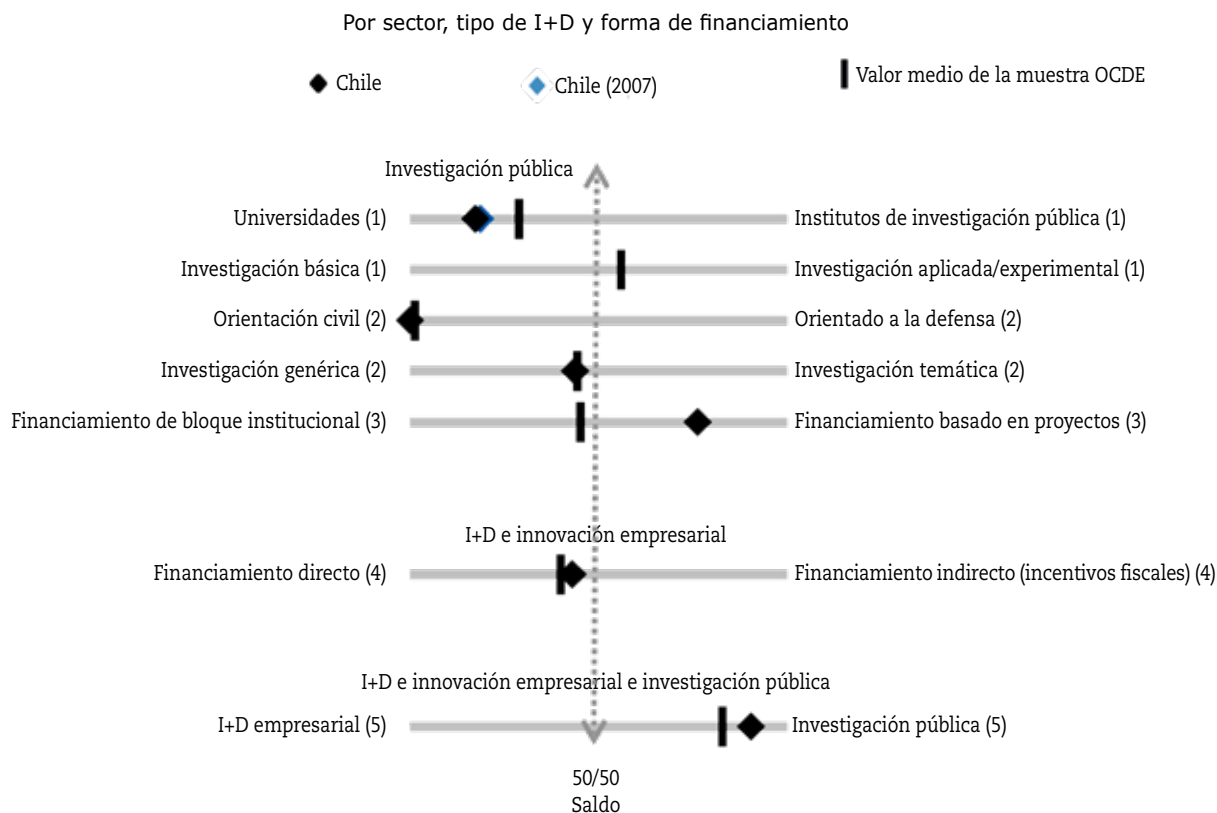 Por sector, tipo de I+D y forma de financiamiento
Chile
Chile (2007)
Valor medio de la muestra OCDE
Investigación pública
Universidades (1)
Institutos de investigación pública (1)
Investigación básica (1)
Investigación aplicada/experimental (1)
Orientación civil (2)
Orientado a la defensa (2)
Investigación genérica (2)
Investigación temática (2)
Financiamiento de bloque institucional (3)
Financiamiento basado en proyectos (3)
I+D e innovación empresarial
Financiamiento directo (4)
Financiamiento indirecto (incentivos fiscales) (4)
I+D e innovación empresarial e investigación pública
I+D empresarial (5)
Investigación pública (5)
50/50
Saldo